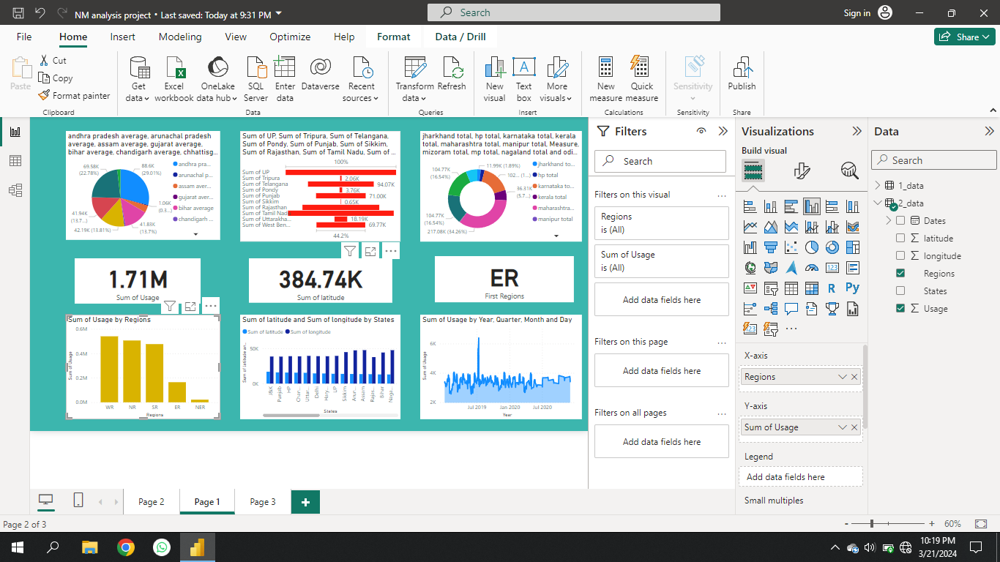 NM analysis project • Last saved: Today at 9:31 PM
Search
Sign in
File
Home
Insert
Modeling
View
Optimize
Help
Format
Data / Drill
Share
Paste
Cut
Copy
Format painter
Clipboard
Get data
Excel workbook
OneLake data hub
SQL Server
Enter data
Dataverse
Recent sources
Data
Transform data
Refresh
Queries
New visual
Text box
More visuals
Insert
New measure
Quick measure
Calculations
Sensitivity
Sensitivity
Publish
Share
andhra pradesh average, arunachal pradesh
average, assam average, gujarat average,
bihar average, chandigarh average, chhattisg...
69.58K
(22.78%)
88.6K
(29.01%)
1.06K
(0.3...)
41.83K
(13.7%)
42.19K (13.81%)
41.94K
(13.7...)
andhra pra...
arunachal p...
assam aver...
gujarat aver...
bihar average
chandigarh ...
Sum of UP, Sum of Tripura, Sum of Telangana,
Sum of Pondy, Sum of Punjab, Sum of Sikkim,
Sum of Rajasthan, Sum of Tamil Nadu, Sum of ...
100%
Sum of UP
Sum of Tripura
2.06K
Sum of Telangana
94.07K
Sum of Pondy
3.76K
Sum of Punjab
71.00K
Sum of Sikkim
0.65K
Sum of Rajasthan
Sum of Tamil Nadu
Sum of Uttarakha...
18.19K
Sum of West Ben...
69.77K
44.2%
jharkhand total, hp total, karnataka total, kerala
total, maharashtra total, manipur total, Measure,
mizoram total, mp total, nagaland total and odi...
104.77K
(16.54%)
11.99K (1.89%)
102... (1...)
36.31K
(5.7...)
104.77K
(16.54%)
217.08K (34.26%)
jharkhand to...
hp total
karnataka to...
kerala total
maharashtra...
manipur total
1.71M
Sum of Usage
384.74K
Sum of latitude
ER
First Regions
Sum of Usage by Regions
Sum of Usage
0.6M
0.4M
0.2M
0.0M
WR
NR
SR
ER
NER
Regions
Sum of latitude and Sum of longitude by States
Sum of latitude
Sum of longitude
Sum of latitude an...
50K
0K
J&K
Punjab
HP
Chan...
Uttar...
Delhi
Hary...
LP
Sikkim
Arun...
Assam
Rajas...
Bihar
Naga...
States
Sum of Usage by Year, Quarter, Month and Day
Sum of Usage
6K
4K
2K
Jul 2019
Jan 2020
Jul 2020
Year
Filters
Search
Filters on this visual
Regions
is (All)
Sum of Usage
is (All)
Add data fields here
Filters on this page
Add data fields here
Filters on all pages
Add data fields here
Visualizations
Build visual
X-axis
Regions
Y-axis
Sum of Usage
Legend
Add data fields here
Small multiples
Data
Search
1_data
2_data
Dates
latitude
longitude
Regions
States
Usage
Page 2
Page 1
Page 3
Page 2 of 3
60%
10:19 PM
3/21/2024